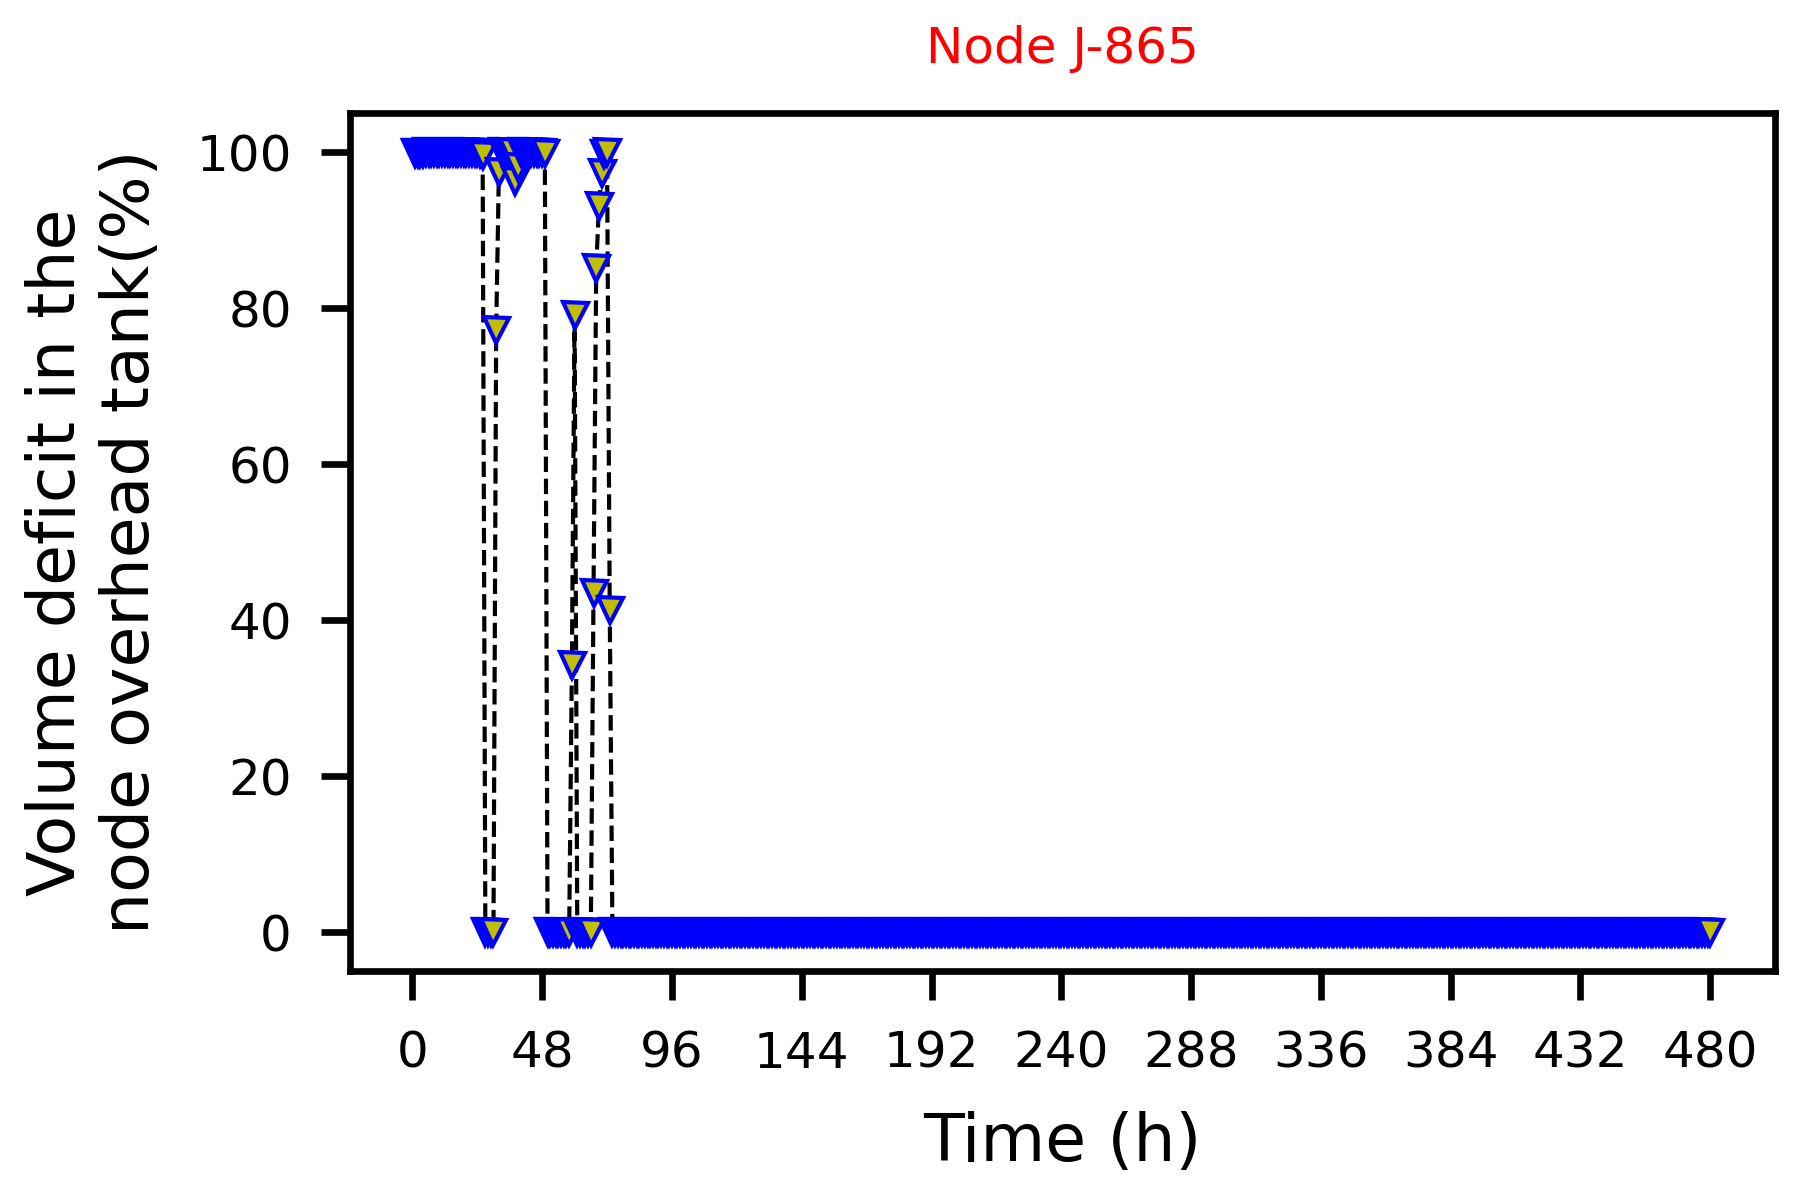 Node J-865
Volume deficit in the
node overhead tank(%)
100
80
60
40
20
0
0 48 96 144 192 240 288 336 384 432 480
Time (h)